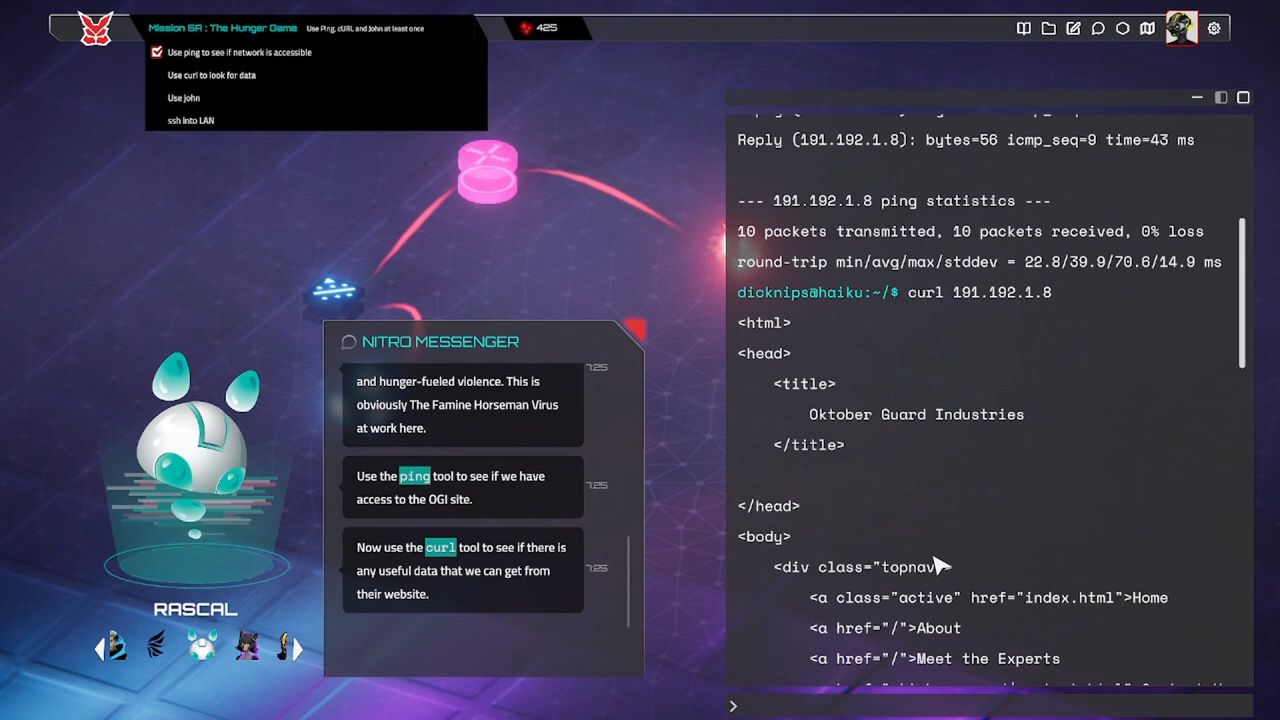 Mission 5A : The Hunger Game
Use Ping, cURL and John at least once
425
Use ping to see if network is accessible
Use curl to look for data
Use john
ssh into LAN
Reply (191.192.1.8): bytes=56 icmp_seq=9 time=43 ms
--- 191.192.1.8 ping statistics ---
10 packets transmitted, 10 packets received, 0% loss
round-trip min/avg/max/stddev = 22.8/39.9/70.6/14.9 ms
dicknips@haiku:~/$ curl 191.192.1.8
<html>
<head>
<title>
Oktober Guard Industries
</title>
</head>
<body>
<div class="topnav">
<a class="active" href="index.html">Home
<a href="/">About
<a href="/">Meet the Experts
>
NITRO MESSENGER
7:25
and hunger-fueled violence. This is
obviously The Famine Horseman Virus
at work here.
Use the ping tool to see if we have
access to the OGI site.
7:25
Now use the curl tool to see if there is
any useful data that we can get from
their website.
7:25
RASCAL